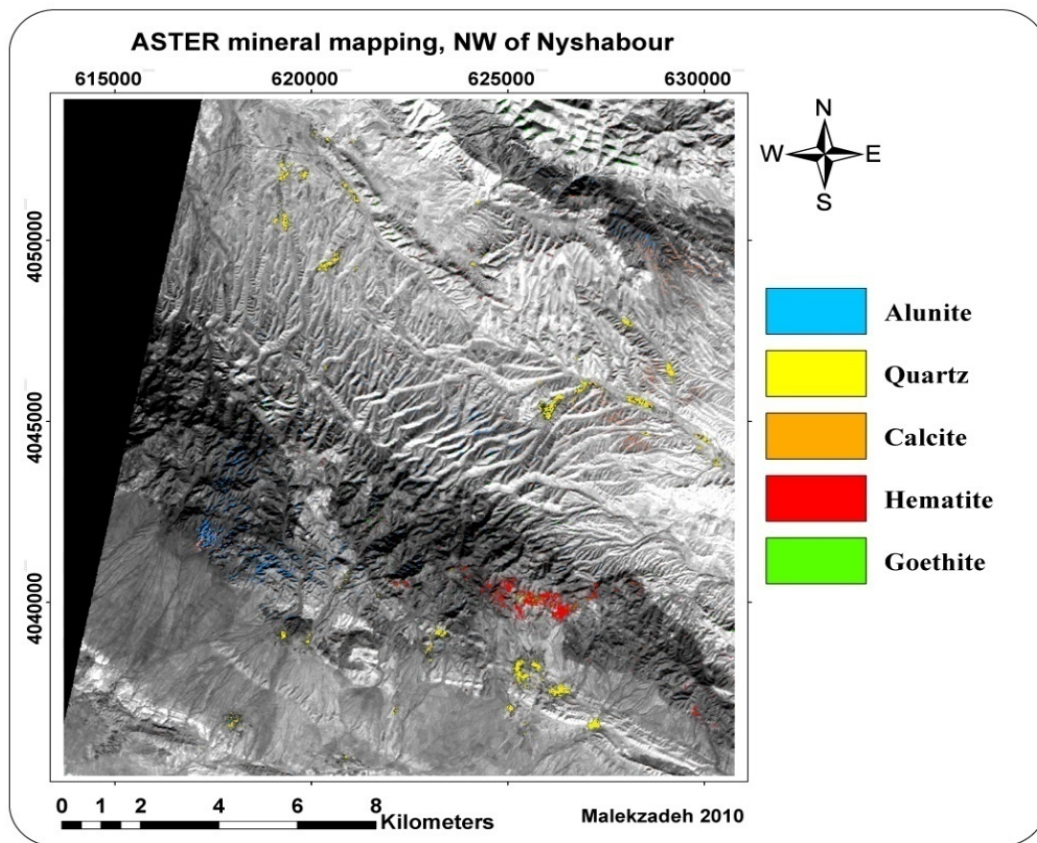 ASTER mineral mapping, NW of Nyshabour
615000 620000 625000 630000
N
W E
S
4050000
4045000
4040000
Alunite
Quartz
Calcite
Hematite
Goethite
0 1 2 4 6 8
Kilometers
Malekzadeh 2010